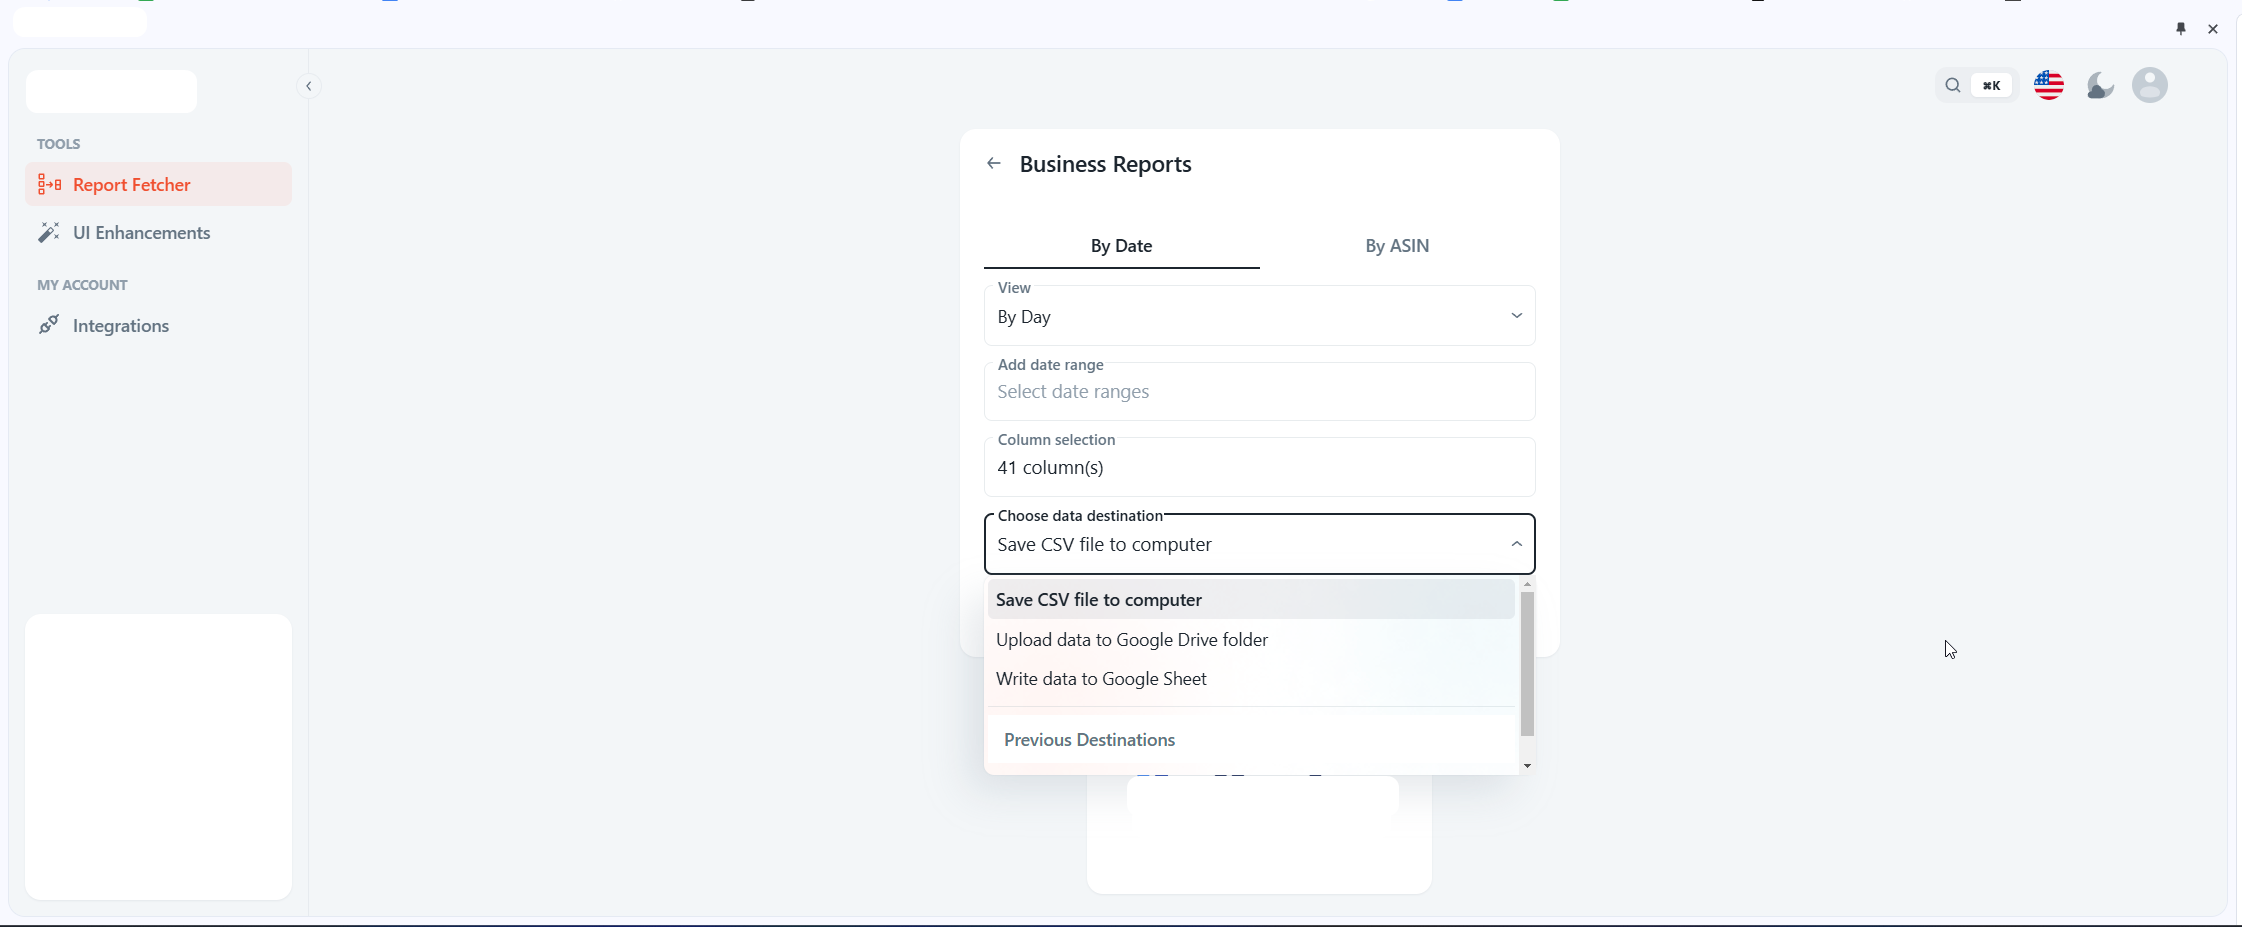 ⌘K
TOOLS
Report Fetcher
UI Enhancements
MY ACCOUNT
Integrations
Business Reports
By Date
By ASIN
View
By Day
Add date range
Select date ranges
Column selection
41 column(s)
Choose data destination
Save CSV file to computer
Save CSV file to computer
Upload data to Google Drive folder
Write data to Google Sheet
Previous Destinations